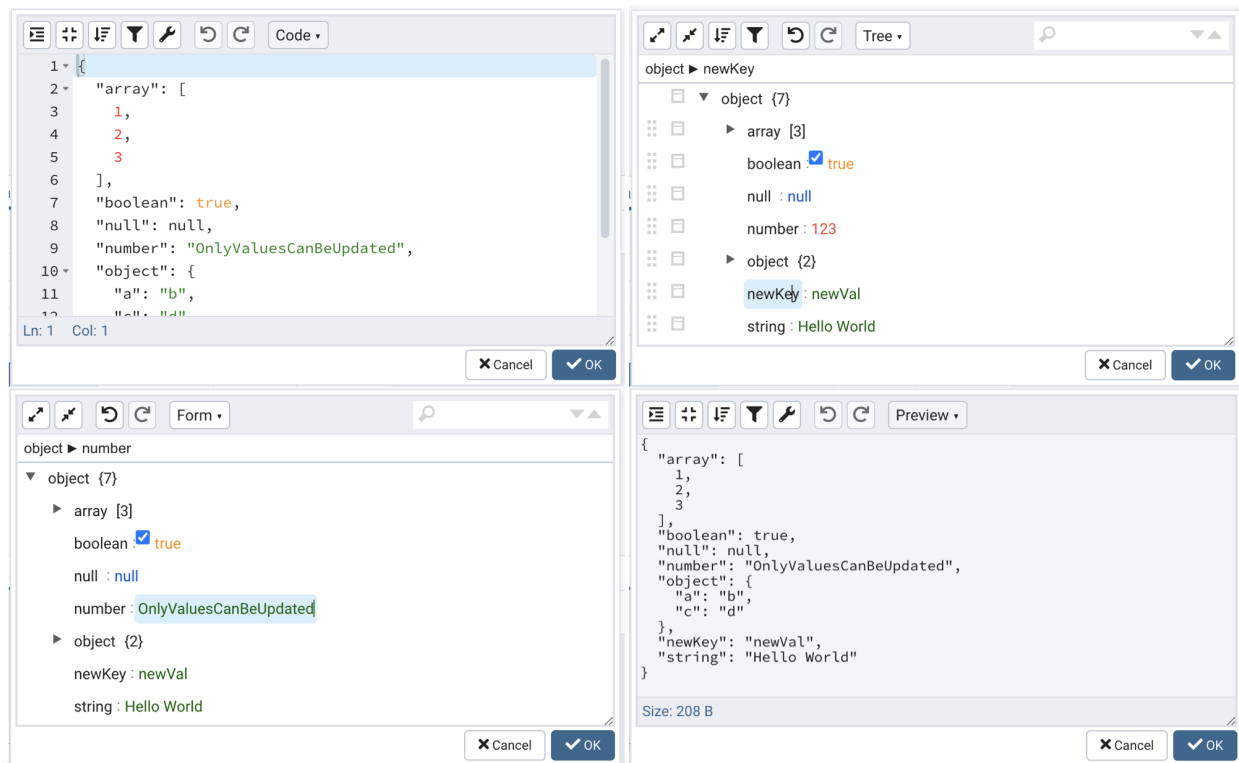 Code
1 {
2 "array": [
3 1,
4 2,
5 3
6 ],
7 "boolean": true,
8 "null": null,
9 "number": "OnlyValuesCanBeUpdated",
10 "object": {
11 "a": "b",
12 "c": "d"
Ln: 1 Col: 1
Cancel OK
Tree
object ► newKey
object {7}
array [3]
boolean : true
null : null
number : 123
object {2}
newKey : newVal
string : Hello World
Cancel OK
Form
object ► number
object {7}
array [3]
boolean : true
null : null
number : OnlyValuesCanBeUpdated
object {2}
newKey : newVal
string : Hello World
Cancel OK
Preview
{
"array": [
1,
2,
3
],
"boolean": true,
"null": null,
"number": "OnlyValuesCanBeUpdated",
"object": {
"a": "b",
"c": "d"
},
"newKey": "newVal",
"string": "Hello World"
}
Size: 208 B
Cancel OK